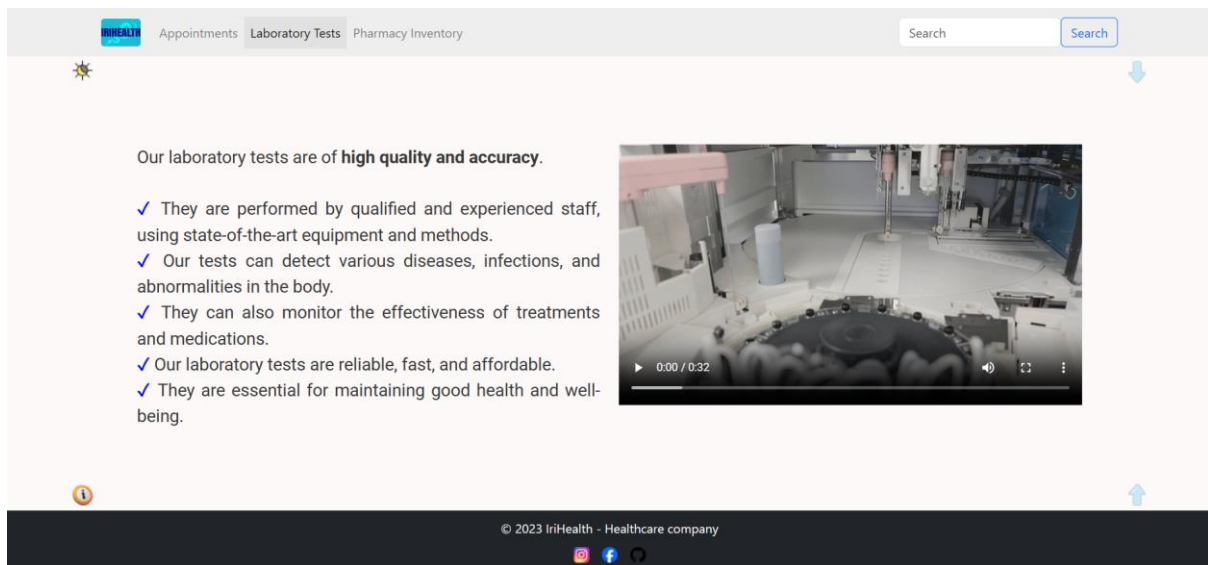 IRIHEALTH
Appointments
Laboratory Tests
Pharmacy Inventory
Search
Search
Our laboratory tests are of high quality and accuracy.
✓ They are performed by qualified and experienced staff,
using state-of-the-art equipment and methods.
✓ Our tests can detect various diseases, infections, and
abnormalities in the body.
✓ They can also monitor the effectiveness of treatments
and medications.
✓ Our laboratory tests are reliable, fast, and affordable.
✓ They are essential for maintaining good health and well-
being.
0:00 / 0:32
© 2023 IriHealth - Healthcare company